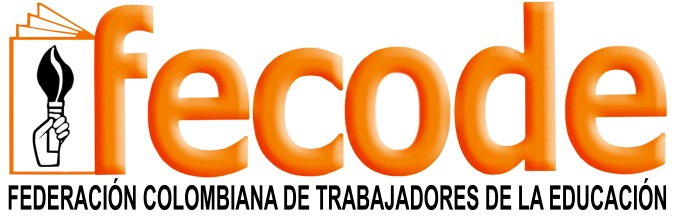 fecode
FEDERACIÓN COLOMBIANA DE TRABAJADORES DE LA EDUCACIÓN